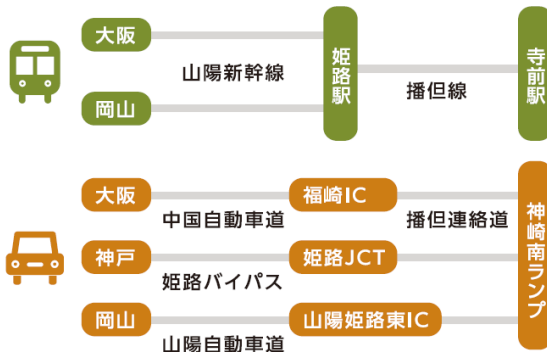 大阪
山陽新幹線
岡山
姫路駅
播但線
寺前駅
大阪
中国自動車道
福崎IC
播但連絡道
神戸
姫路バイパス
姫路JCT
岡山
山陽自動車道
山陽姫路東IC
神崎南ランプ